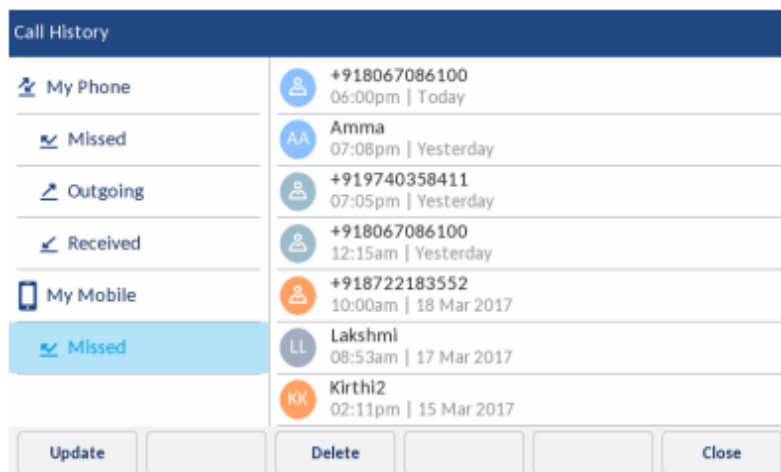 Call History
My Phone
Missed
Outgoing
Received
My Mobile
Missed
+918067086100
06:00pm | Today
AA
Amma
07:08pm | Yesterday
+919740358411
07:05pm | Yesterday
+918067086100
12:15am | Yesterday
+918722183552
10:00am | 18 Mar 2017
LL
Lakshmi
08:53am | 17 Mar 2017
KK
Kirthi2
02:11pm | 15 Mar 2017
Update
Delete
Close